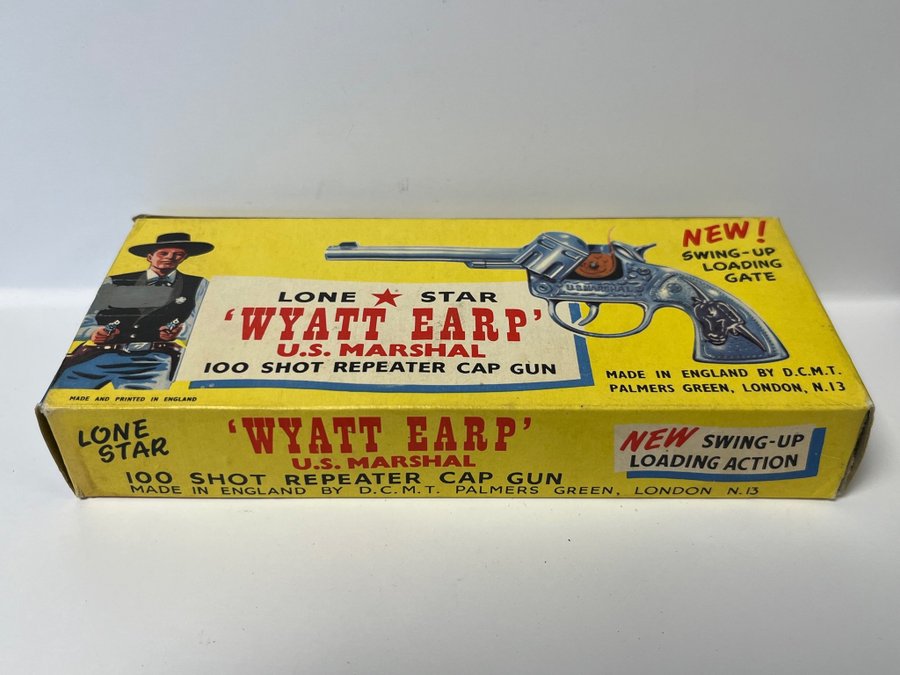 NEW!
SWING-UP
LOADING
GATE
LONE ★ STAR
'WYATT EARP'
U.S. MARSHAL
100 SHOT REPEATER CAP GUN
U.S. MARSHAL
MADE IN ENGLAND BY D.C.M.T.
PALMERS GREEN, LONDON, N.13
MADE AND PRINTED IN ENGLAND
LONE
STAR
'WYATT EARP'
U.S. MARSHAL
100 SHOT REPEATER CAP GUN
MADE IN ENGLAND BY D.C.M.T. PALMERS GREEN, LONDON N.13
NEW SWING-UP
LOADING ACTION